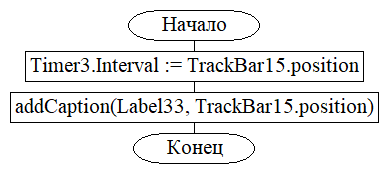 Начало
Timer3.Interval := TrackBar15.position
addCaption(Label33, TrackBar15.position)
Конец